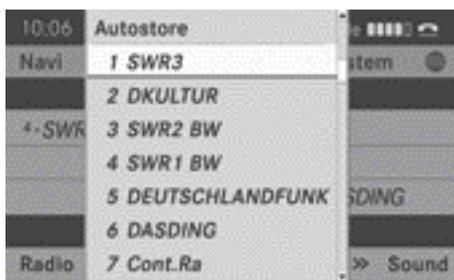 10:06 Autostore
Navi 1 SWR3 stem
2 DKULTUR
4-SWR 3 SWR2 BW
4 SWR1 BW
5 DEUTSCHLANDFUNK SDING
6 DASDING
Radio 7 Cont.Ra » Sound